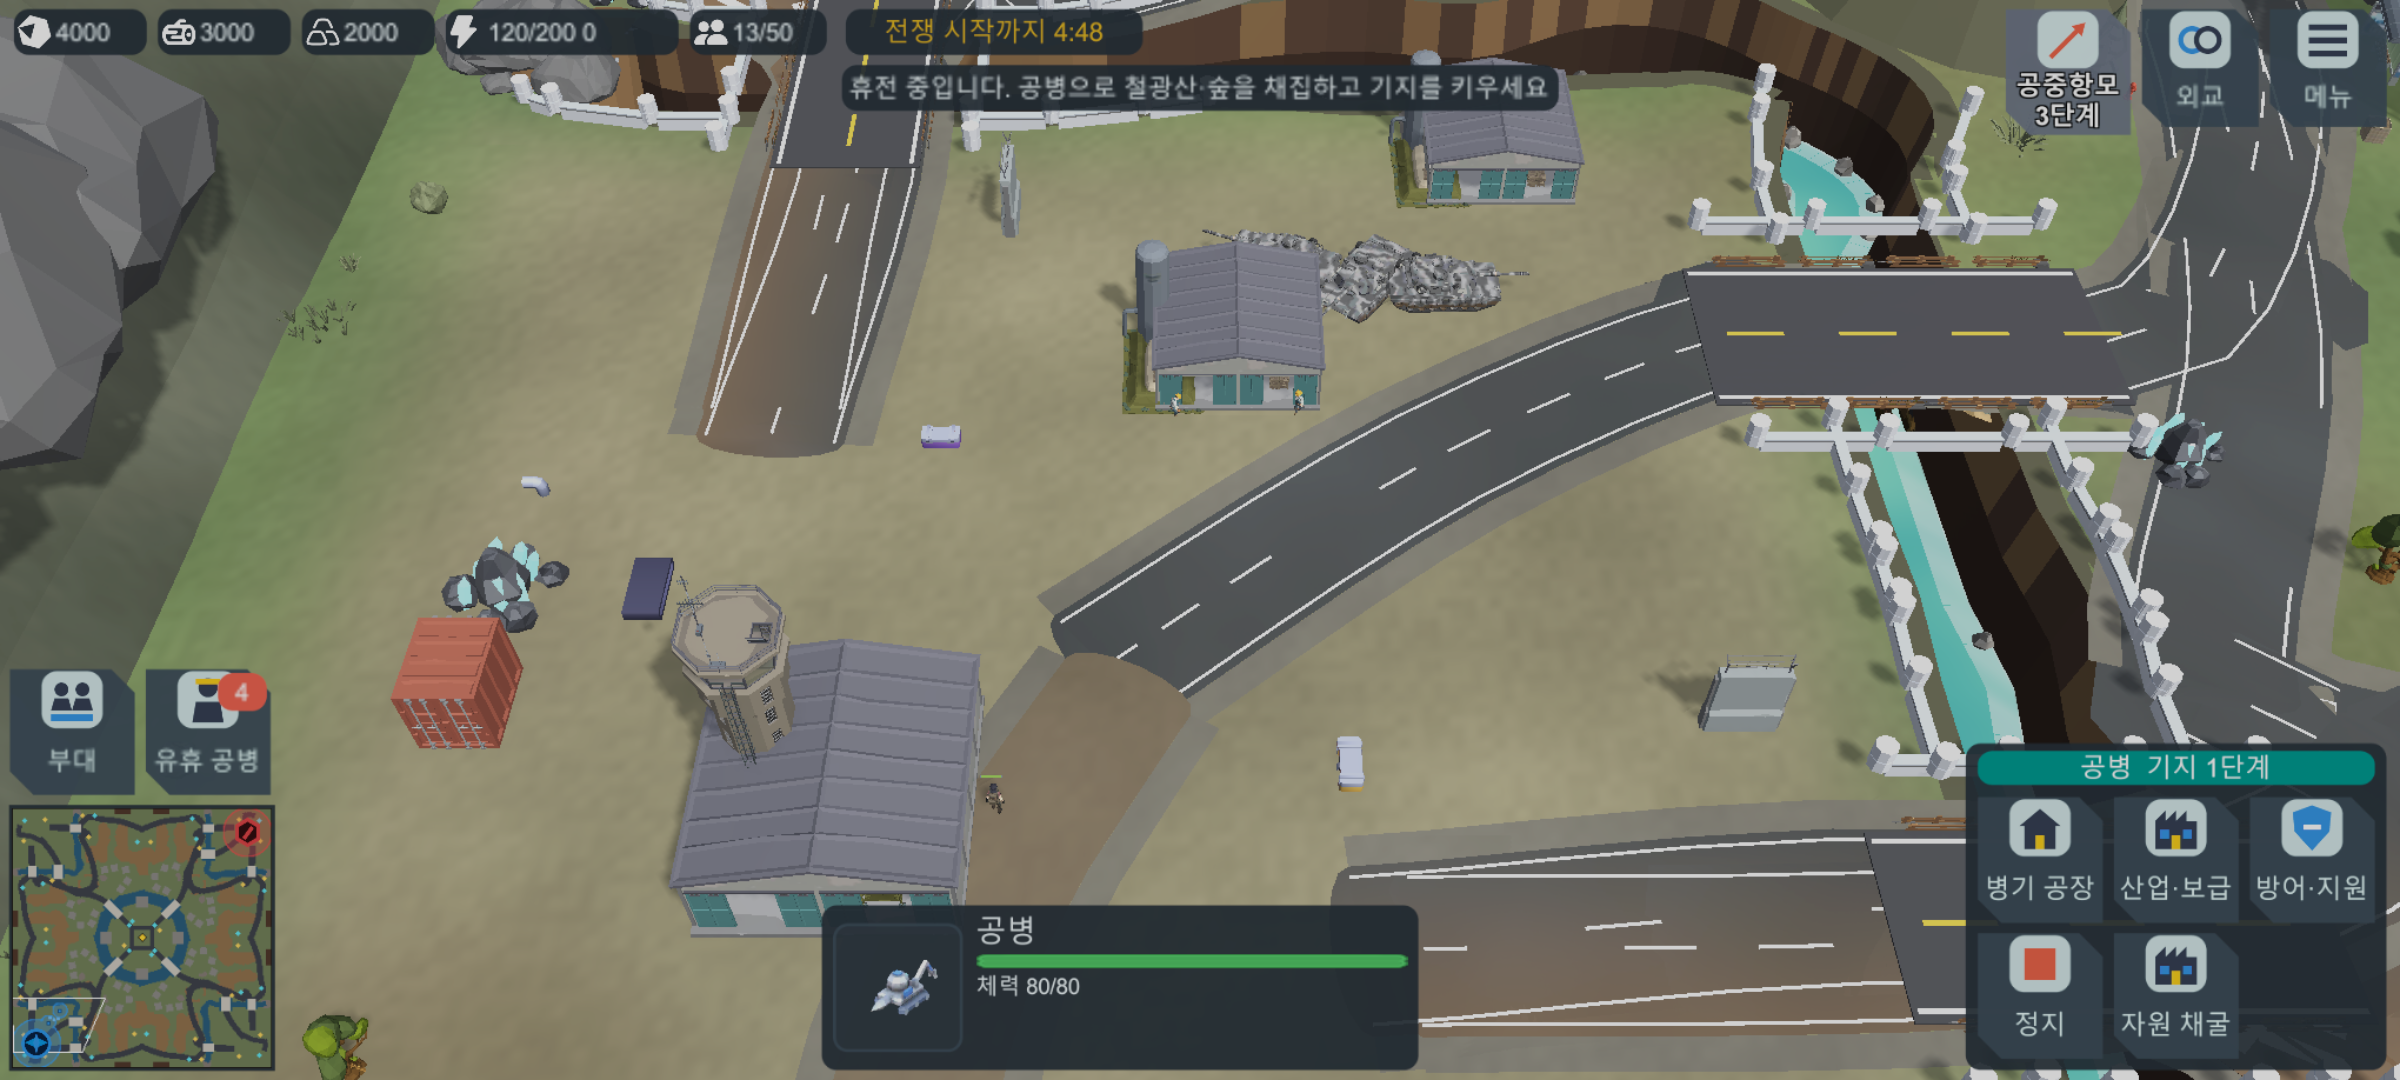 4000
3000
2000
120/200 0
13/50
전쟁 시작까지 4:48
휴전 중입니다. 공병으로 철광산·숲을 채집하고 기지를 키우세요
공중항모
3단계
외교
메뉴
부대
4
유휴 공병
공병 기지 1단계
병기 공장
산업·보급
방어·지원
정지
자원 채굴
공병
체력 80/80